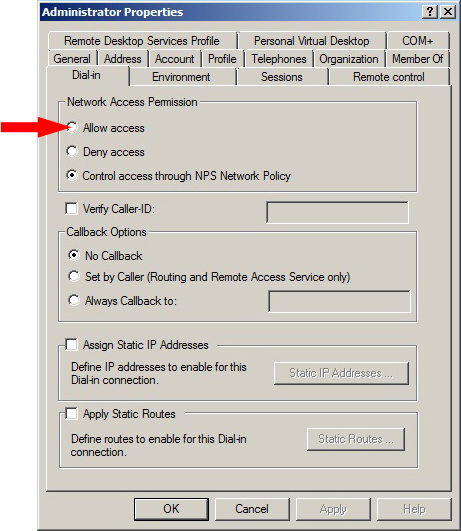 Administrator Properties
Remote Desktop Services Profile Personal Virtual Desktop COM+
General Address Account Profile Telephones Organization Member Of
Dial-in Environment Sessions Remote control
Network Access Permission
Allow access
Deny access
Control access through NPS Network Policy
Verify Caller-ID:
Callback Options
No Callback
Set by Caller (Routing and Remote Access Service only)
Always Callback to:
Assign Static IP Addresses
Define IP addresses to enable for this
Dial-in connection.
Static IP Addresses ...
Apply Static Routes
Define routes to enable for this Dial-in
connection.
Static Routes ...
OK Cancel Apply Help